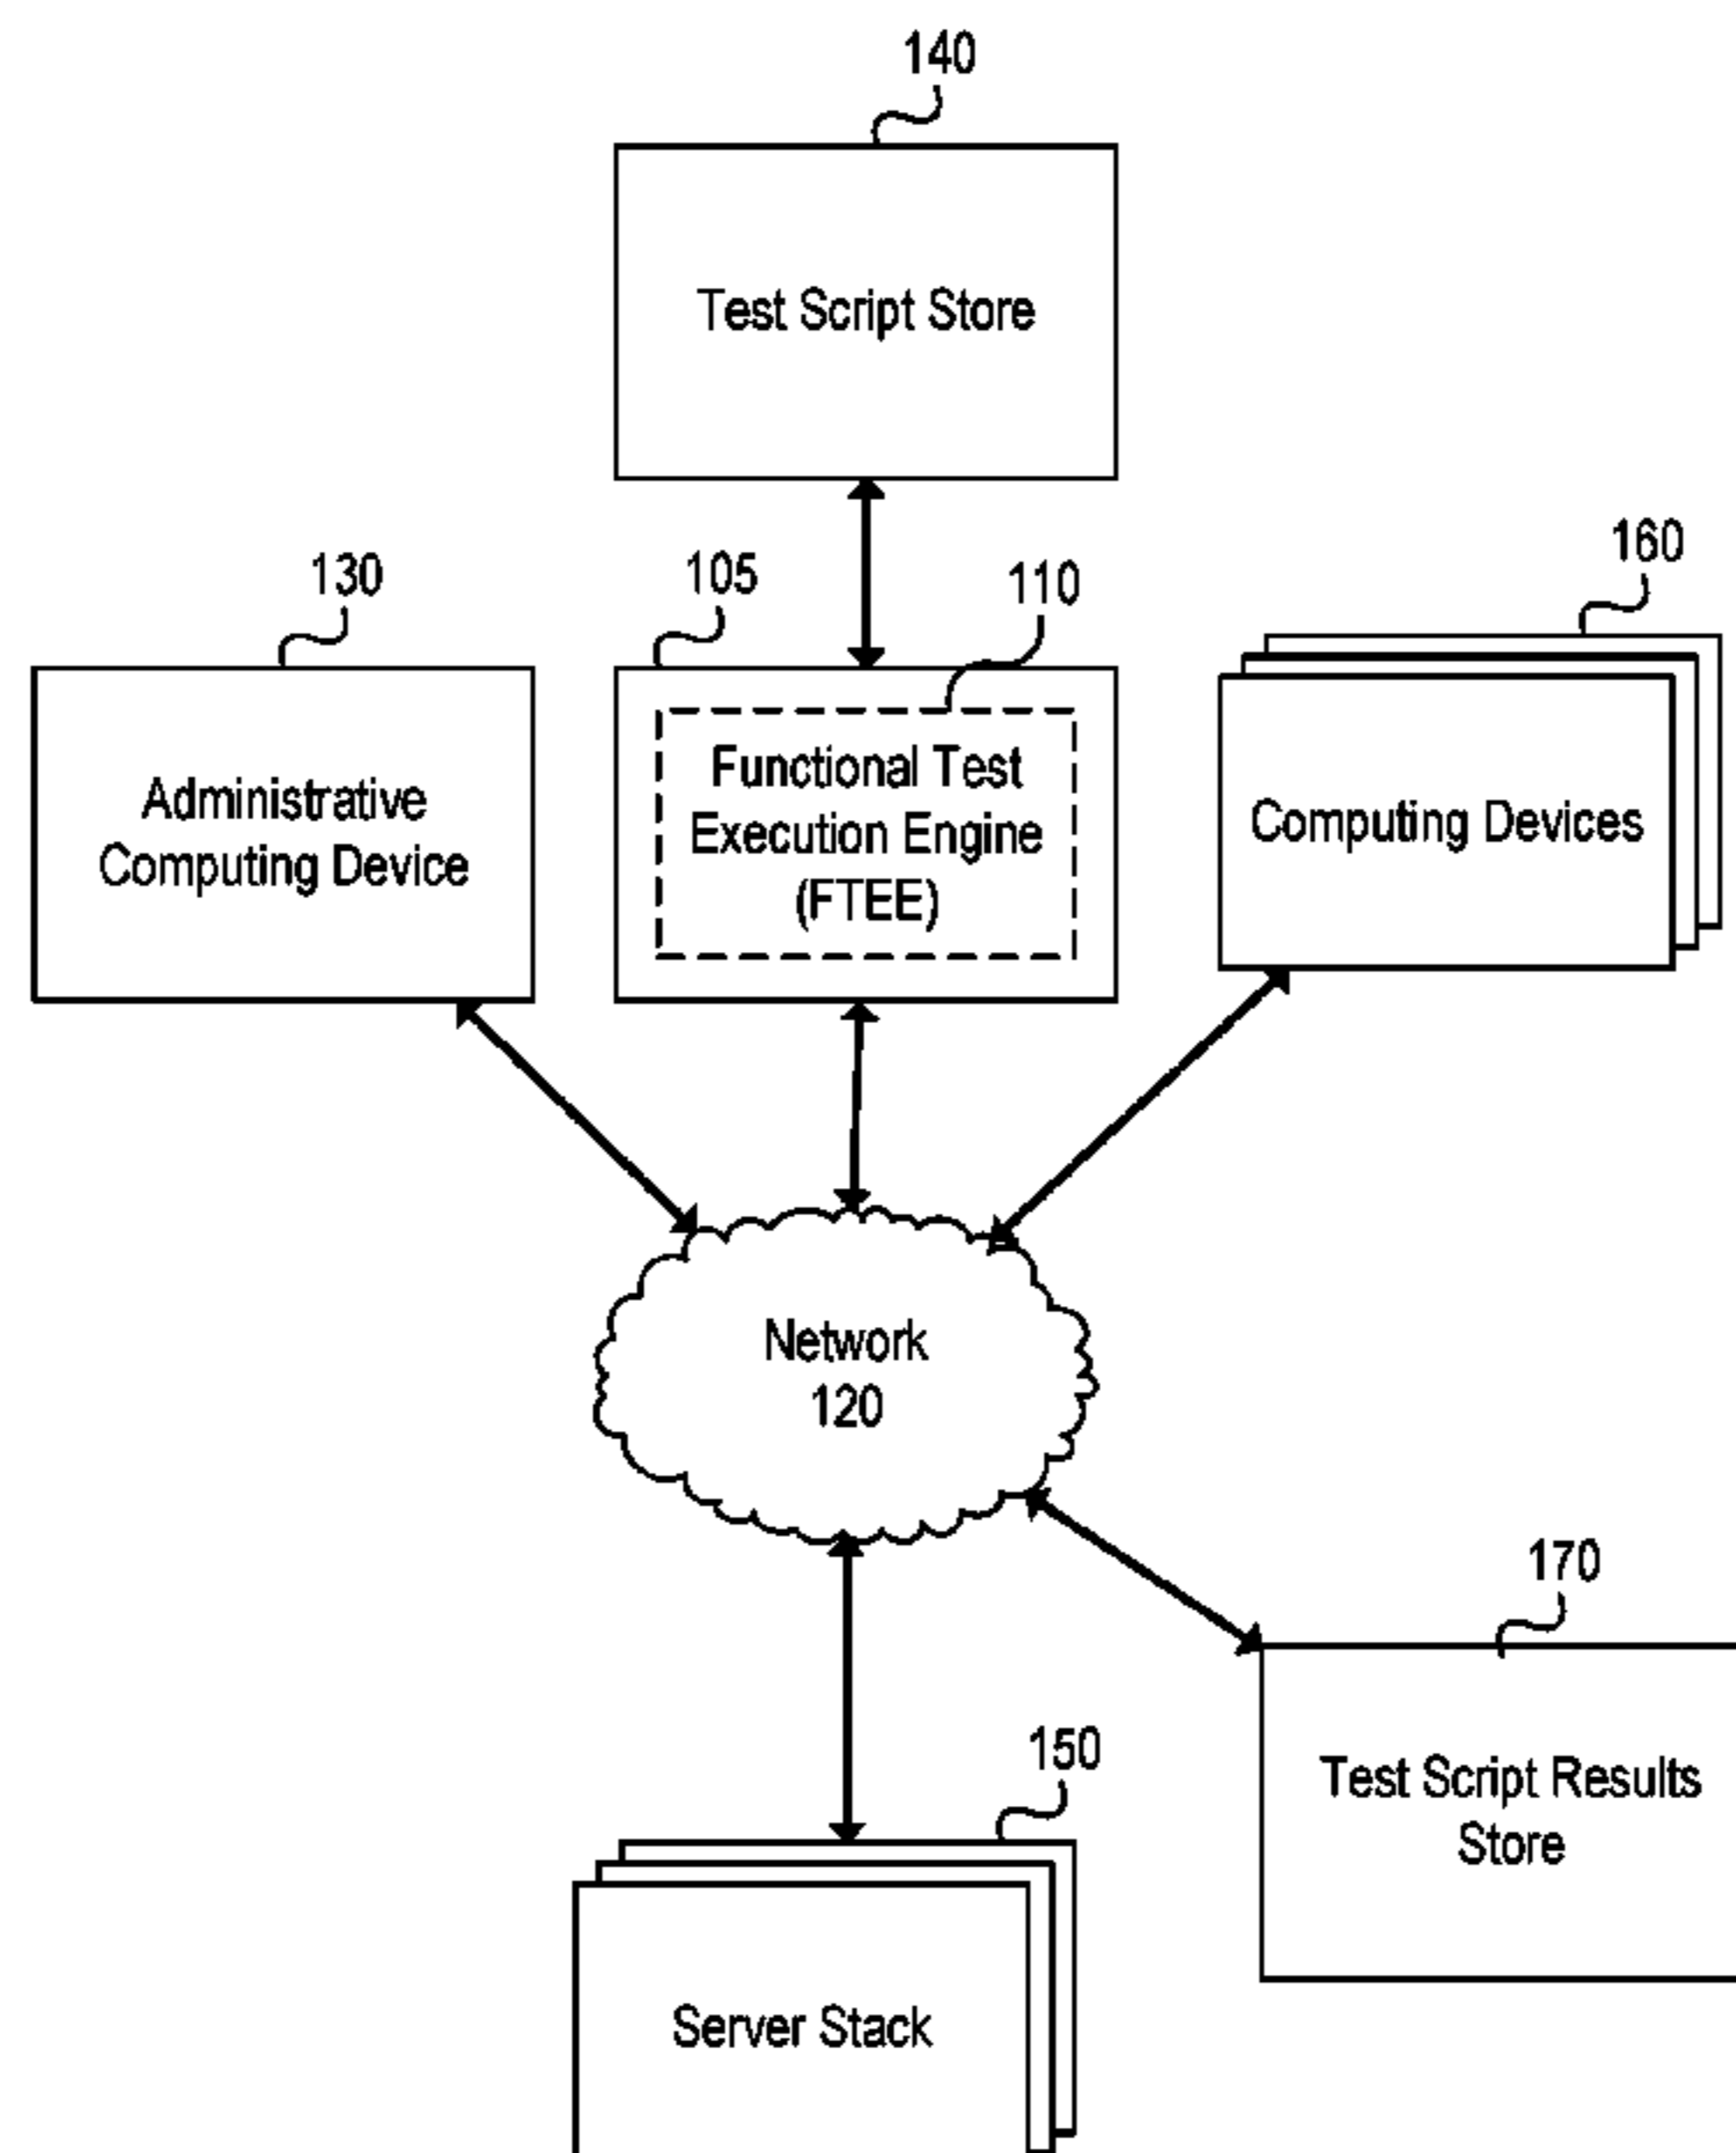 140
Test Script Store
130
105
110
160
Administrative
Computing Device
Functional Test
Execution Engine
(FTEE)
Computing Devices
Network
120
170
150
Test Script Results
Store
Server Stack